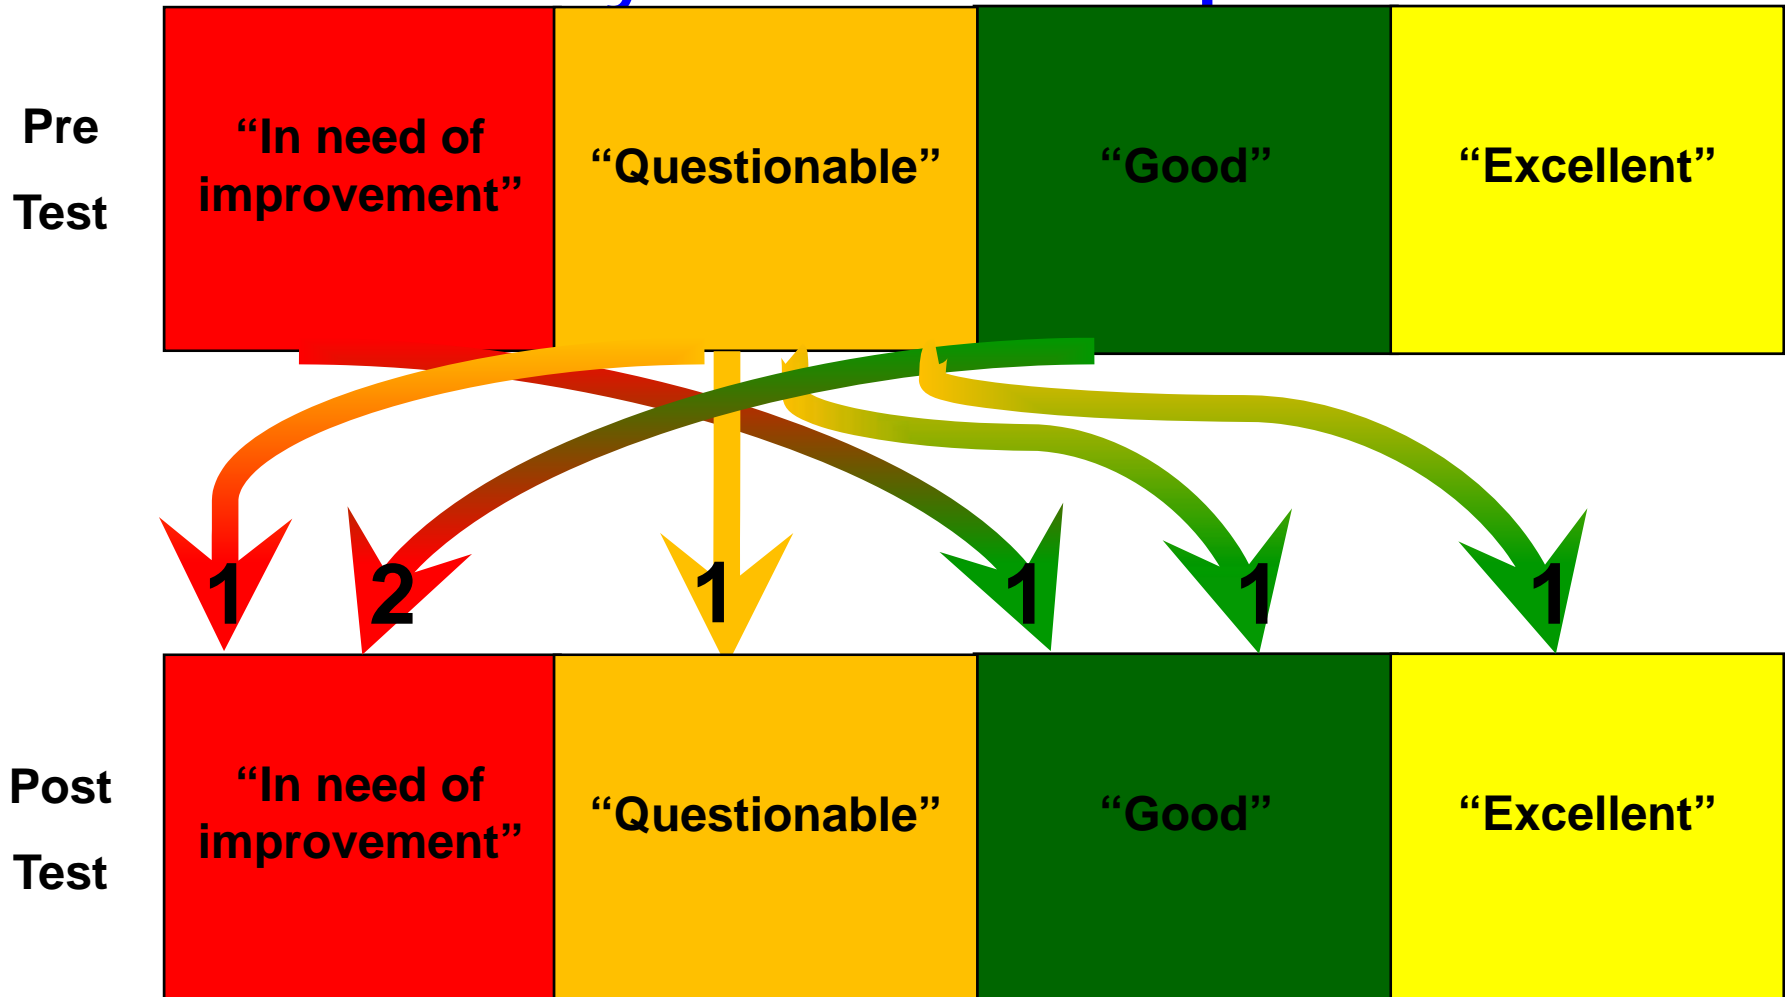 Pre
Test
“In need of
improvement”
“Questionable”
“Good”
“Excellent”
1
2
1
1
1
1
Post
Test
“In need of
improvement”
“Questionable”
“Good”
“Excellent”